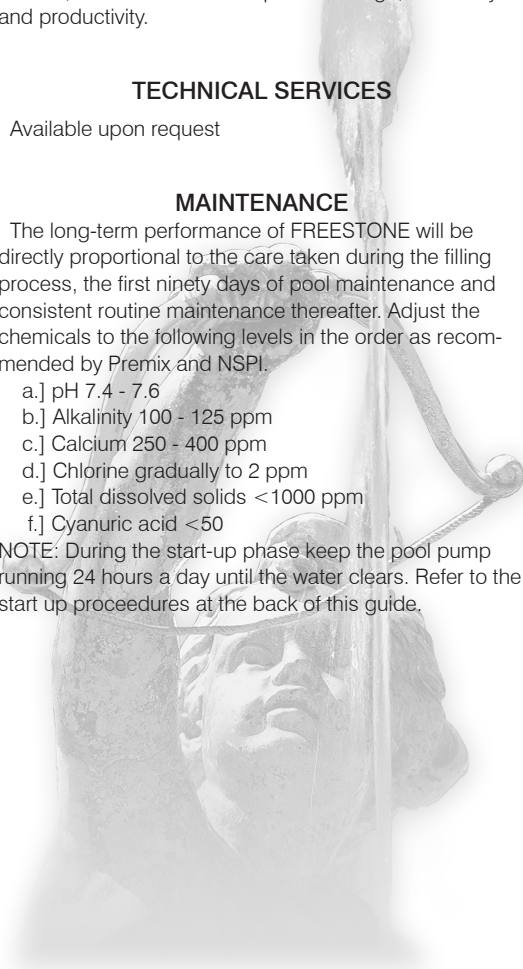 and productivity.
TECHNICAL SERVICES
Available upon request
MAINTENANCE
The long-term performance of FREESTONE will be
directly proportional to the care taken during the filling
process, the first ninety days of pool maintenance and
consistent routine maintenance thereafter. Adjust the
chemicals to the following levels in the order as recom-
mended by Premix and NSPI.
a.] pH 7.4 - 7.6
b.] Alkalinity 100 - 125 ppm
c.] Calcium 250 - 400 ppm
d.] Chlorine gradually to 2 ppm
e.] Total dissolved solids <1000 ppm
f.] Cyanuric acid <50
NOTE: During the start-up phase keep the pool pump
running 24 hours a day until the water clears. Refer to the
start up proceedures at the back of this guide.